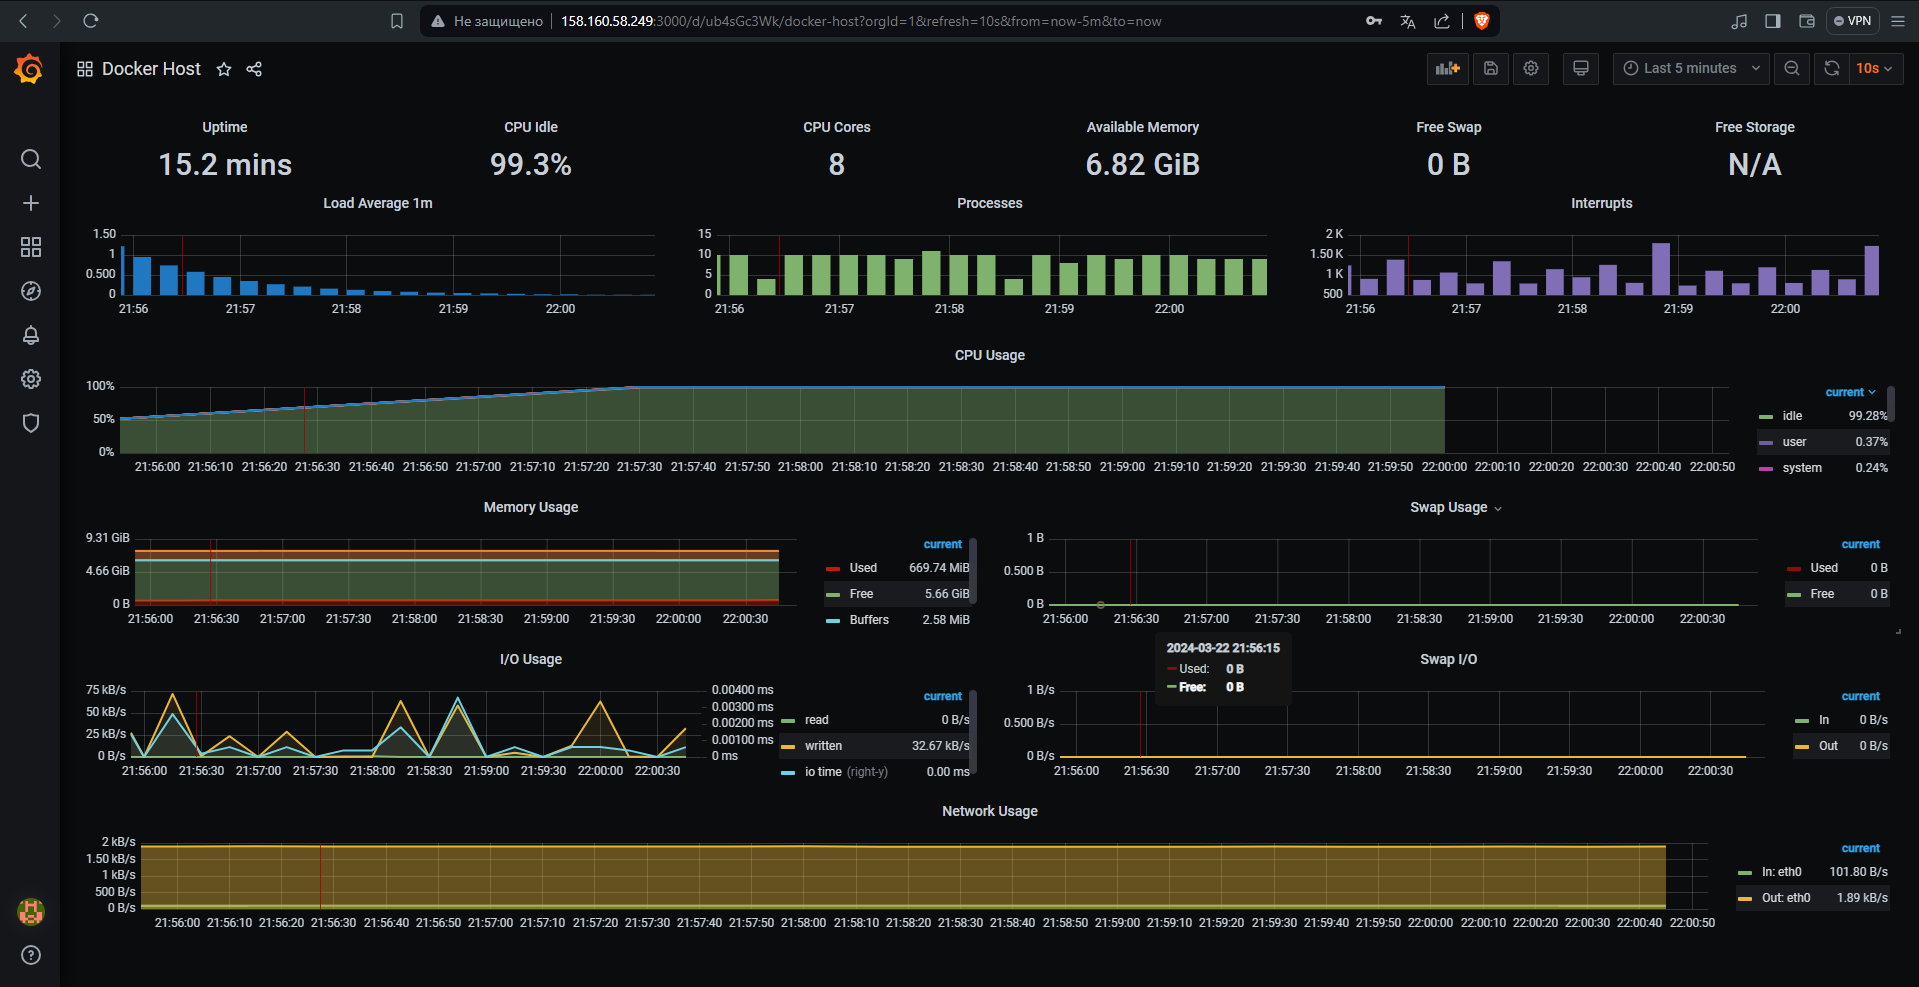 Не защищено 158.160.58.249:3000/d/ub4sGc3Wk/docker-host?orgId=1&refresh=10s&from=now-5m&to=now VPN
Docker Host Last 5 minutes 10s
Uptime CPU Idle CPU Cores Available Memory Free Swap Free Storage
15.2 mins 99.3% 8 6.82 GiB 0 B N/A
Load Average 1m
1.50
1
0.500
0
21:56 21:57 21:58 21:59 22:00
Processes
15
10
5
0
21:56 21:57 21:58 21:59 22:00
Interrupts
2 K
1.50 K
1 K
500
21:56 21:57 21:58 21:59 22:00
CPU Usage
100%
50%
0%
21:56:00 21:56:10 21:56:20 21:56:30 21:56:40 21:56:50 21:57:00 21:57:10 21:57:20 21:57:30 21:57:40 21:57:50 21:58:00 21:58:10 21:58:20 21:58:30 21:58:40 21:58:50 21:59:00 21:59:10 21:59:20 21:59:30 21:59:40 21:59:50 22:00:00 22:00:10 22:00:20 22:00:30 22:00:40 22:00:50
current
idle 99.28%
user 0.37%
system 0.24%
Memory Usage
9.31 GiB
4.66 GiB
0 B
21:56:00 21:56:30 21:57:00 21:57:30 21:58:00 21:58:30 21:59:00 21:59:30 22:00:00 22:00:30
current
Used 669.74 MiB
Free 5.66 GiB
Buffers 2.58 MiB
Swap Usage
1 B
0.500 B
0 B
21:56:00 21:56:30 21:57:00 21:57:30 21:58:00 21:58:30 21:59:00 21:59:30 22:00:00 22:00:30
current
Used 0 B
Free 0 B
2024-03-22 21:56:15
Used: 0 B
Free: 0 B
I/O Usage
75 kB/s
50 kB/s
25 kB/s
0 B/s
0.00400 ms
0.00300 ms
0.00200 ms
0.00100 ms
0 ms
21:56:00 21:56:30 21:57:00 21:57:30 21:58:00 21:58:30 21:59:00 21:59:30 22:00:00 22:00:30
current
read 0 B/s
written 32.67 kB/s
io time (right-y) 0.00 ms
Swap I/O
1 B/s
0.500 B/s
0 B/s
21:56:00 21:56:30 21:57:00 21:57:30 21:58:00 21:58:30 21:59:00 21:59:30 22:00:00 22:00:30
current
In 0 B/s
Out 0 B/s
Network Usage
2 kB/s
1.50 kB/s
1 kB/s
500 B/s
0 B/s
21:56:00 21:56:10 21:56:20 21:56:30 21:56:40 21:56:50 21:57:00 21:57:10 21:57:20 21:57:30 21:57:40 21:57:50 21:58:00 21:58:10 21:58:20 21:58:30 21:58:40 21:58:50 21:59:00 21:59:10 21:59:20 21:59:30 21:59:40 21:59:50 22:00:00 22:00:10 22:00:20 22:00:30 22:00:40 22:00:50
current
In: eth0 101.80 B/s
Out: eth0 1.89 kB/s